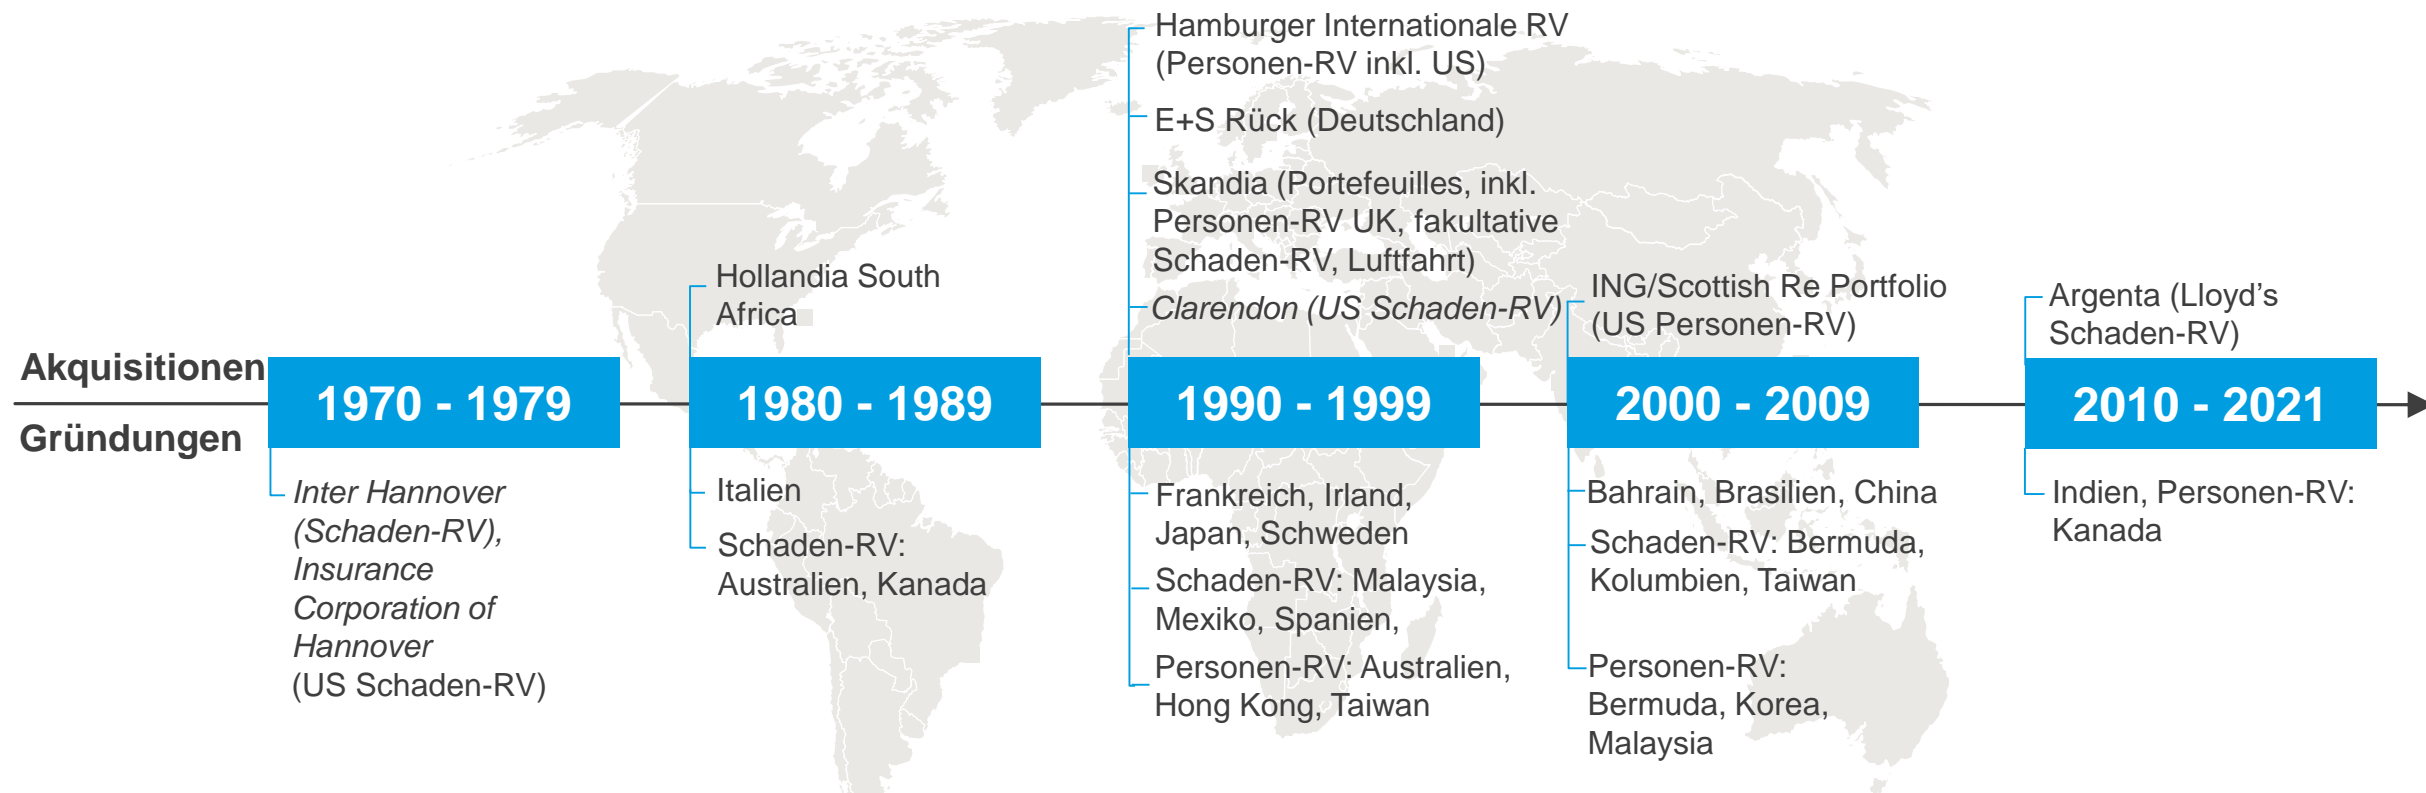 Akquisitionen
Gründungen
1970 - 1979
Inter Hannover
(Schaden-RV),
Insurance
Corporation of
Hannover
(US Schaden-RV)
Hollandia South
Africa
1980 - 1989
Italien
Schaden-RV:
Australien, Kanada
Hamburger Internationale RV
(Personen-RV inkl. US)
E+S Rück (Deutschland)
Skandia (Portefeuilles, inkl.
Personen-RV UK, fakultative
Schaden-RV, Luftfahrt)
Clarendon (US Schaden-RV)
1990 - 1999
Frankreich, Irland,
Japan, Schweden
Schaden-RV: Malaysia,
Mexiko, Spanien,
Personen-RV: Australien,
Hong Kong, Taiwan
ING/Scottish Re Portfolio
(US Personen-RV)
2000 - 2009
Bahrain, Brasilien, China
Schaden-RV: Bermuda,
Kolumbien, Taiwan
Personen-RV:
Bermuda, Korea,
Malaysia
Argenta (Lloyd’s
Schaden-RV)
2010 - 2021
Indien, Personen-RV:
Kanada